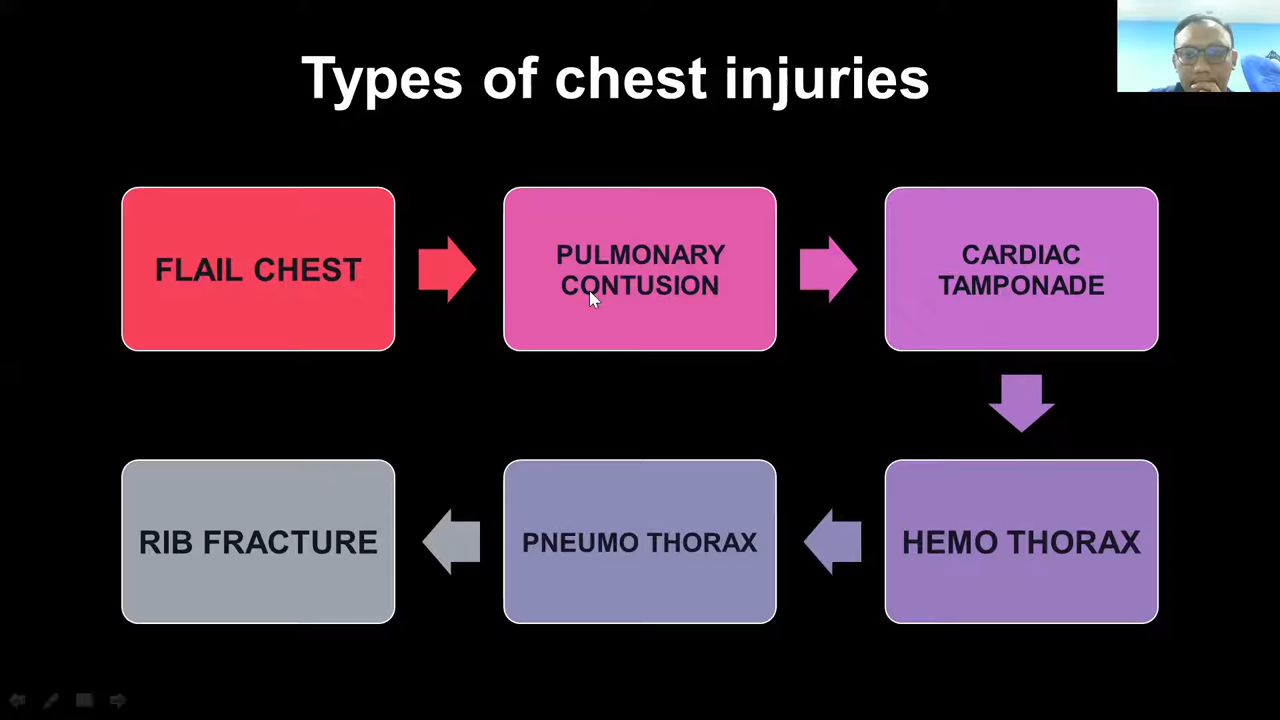 Types of chest injuries
FLAIL CHEST
PULMONARY
CONTUSION
CARDIAC
TAMPONADE
HEMO THORAX
PNEUMO THORAX
RIB FRACTURE